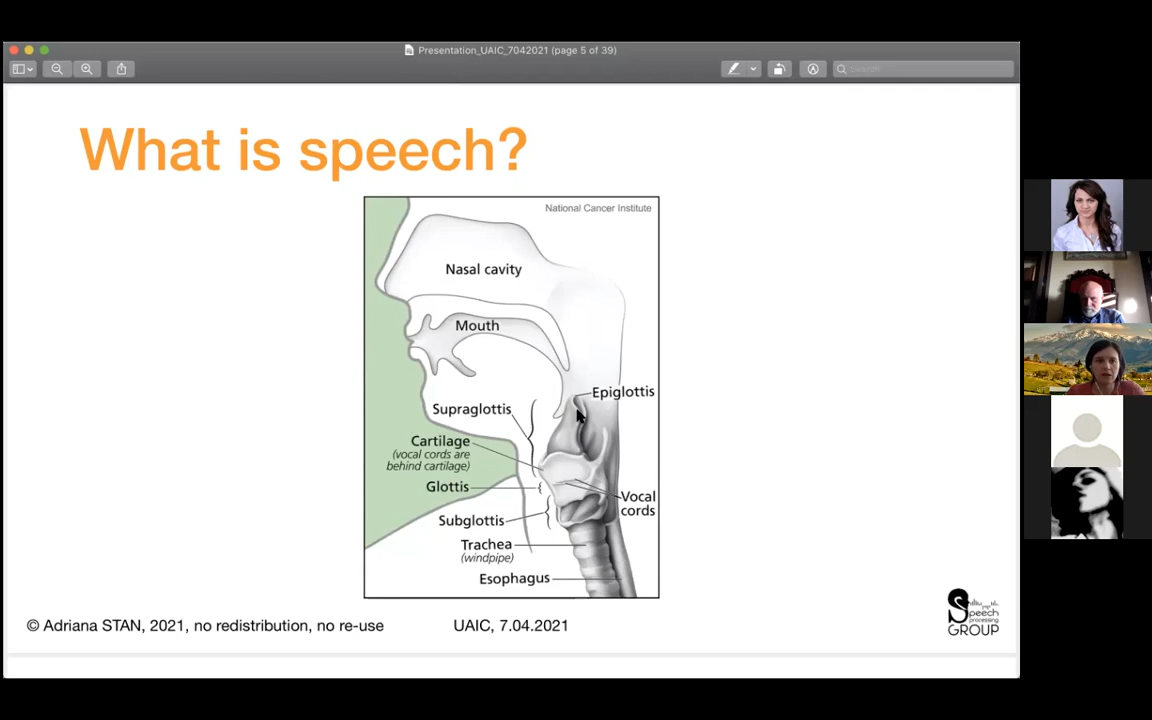 Presentation_UAIC_7042021 (page 5 of 39)
Search
What is speech?
National Cancer Institute
Nasal cavity
Mouth
Epiglottis
Supraglottis
Cartilage
(vocal cords are
behind cartilage)
Glottis
Vocal
cords
Subglottis
Trachea
(windpipe)
Esophagus
© Adriana STAN, 2021, no redistribution, no re-use
UAIC, 7.04.2021
Speech
processing
GROUP